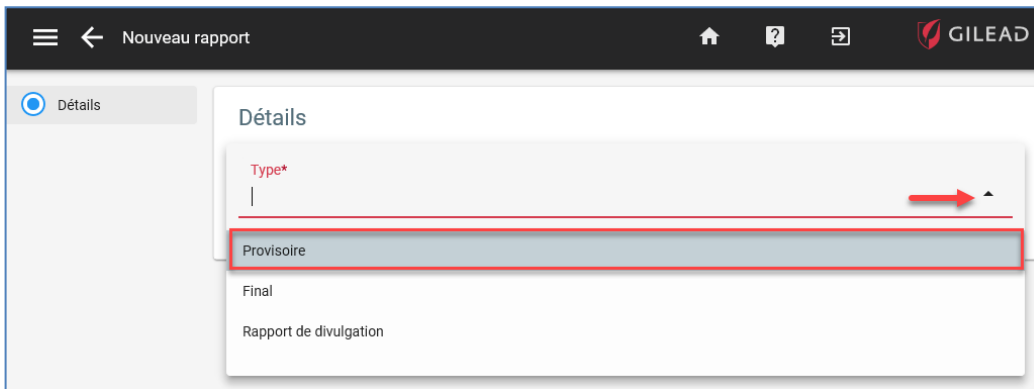 Nouveau rapport
GILEAD
Détails
Détails
Type*
Provisoire
Final
Rapport de divulgation